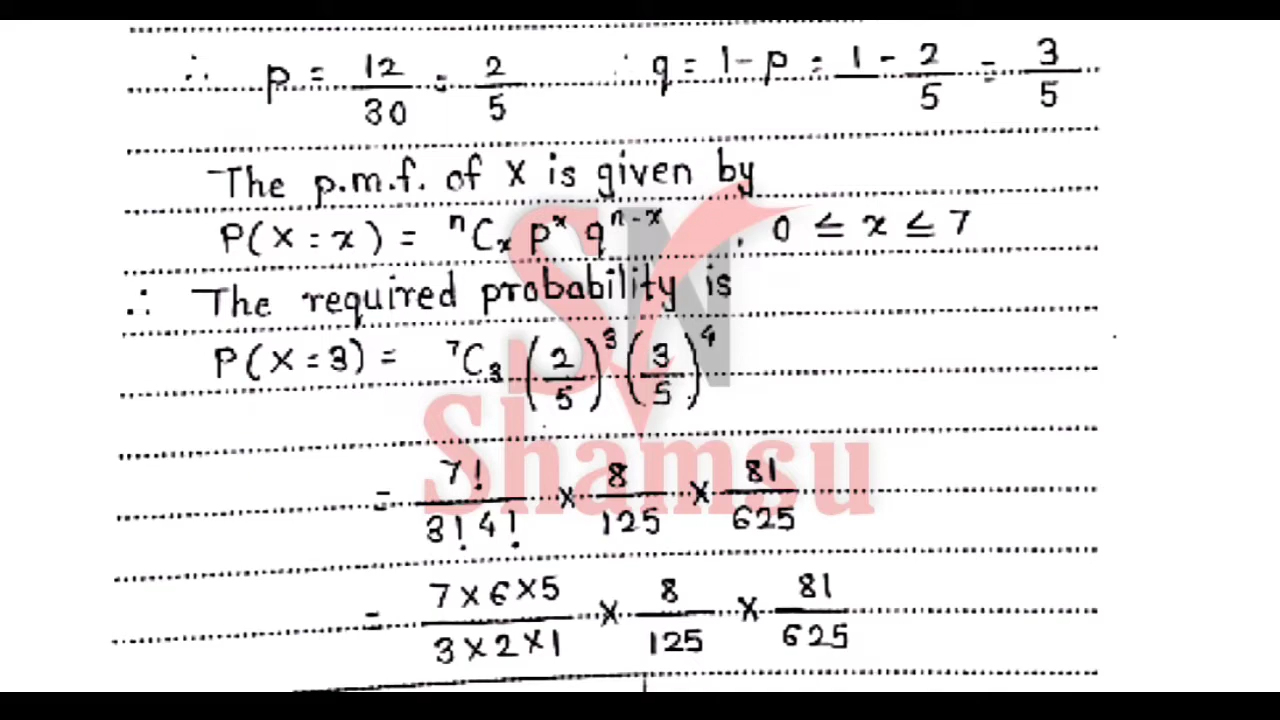 ∴ p = 12/30 = 2/5 ∴ q = 1 - p = 1 - 2/5 = 3/5
The p.m.f. of X is given by
P(X = x) = ⁿCₓ pˣ qⁿ⁻ˣ , 0 ≤ x ≤ 7
∴ The required probability is
P(X = 3) = ⁷C₃ (2/5)³ (3/5)⁴
= 7!/3!4! × 8/125 × 81/625
= 7×6×5/3×2×1 × 8/125 × 81/625
SN
Shamsu